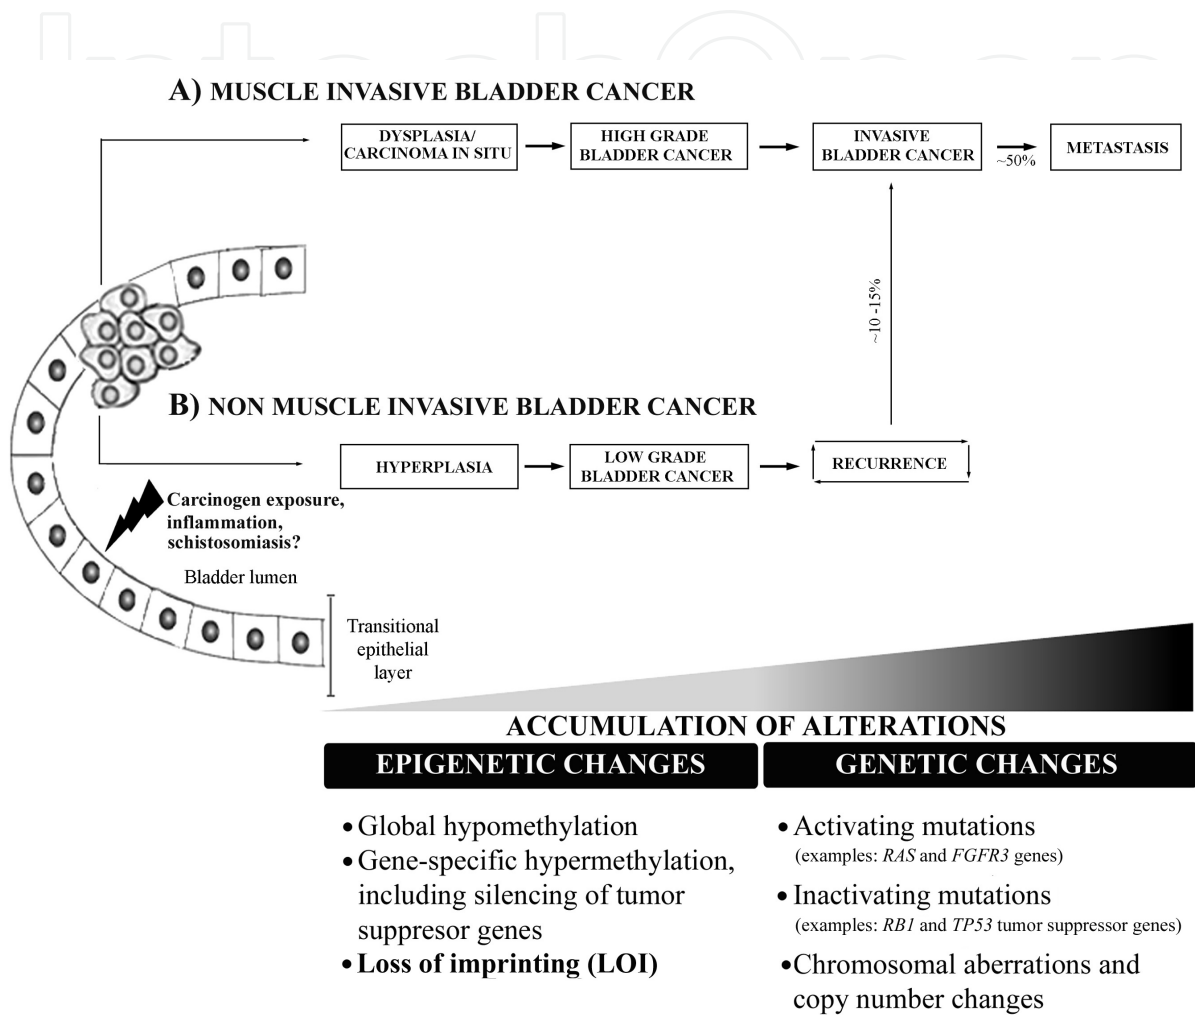 A) MUSCLE INVASIVE BLADDER CANCER
DYSPLASIA/
CARCINOMA IN SITU
HIGH GRADE
BLADDER CANCER
INVASIVE
BLADDER CANCER
~50%
METASTASIS
~10 -15%
B) NON MUSCLE INVASIVE BLADDER CANCER
HYPERPLASIA
LOW GRADE
BLADDER CANCER
RECURRENCE
Carcinogen exposure,
inflammation,
schistosomiasis?
Bladder lumen
Transitional
epithelial
layer
ACCUMULATION OF ALTERATIONS
EPIGENETIC CHANGES
• Global hypomethylation
• Gene-specific hypermethylation,
including silencing of tumor
suppresor genes
• Loss of imprinting (LOI)
GENETIC CHANGES
• Activating mutations
(examples: RAS and FGFR3 genes)
• Inactivating mutations
(examples: RB1 and TP53 tumor suppressor genes)
•Chromosomal aberrations and
copy number changes